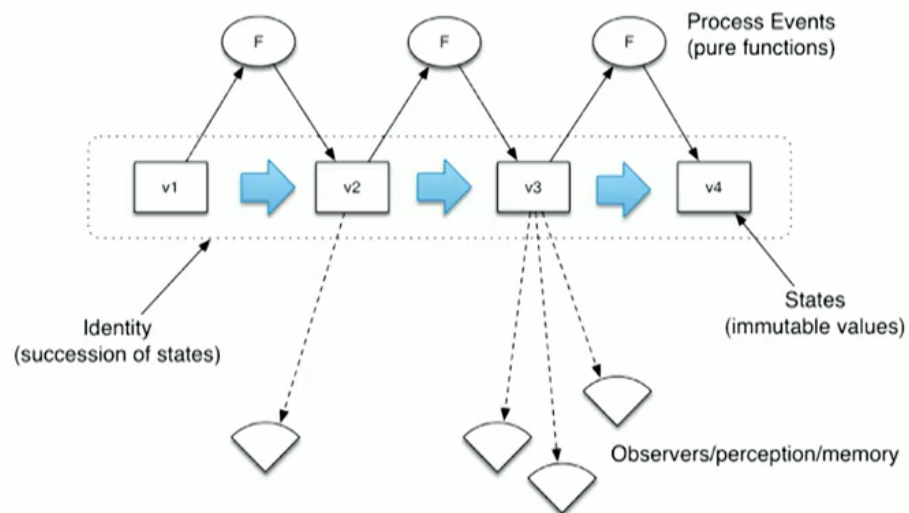 F
F
F
Process Events
(pure functions)
v1
v2
v3
v4
Identity
(succession of states)
States
(immutable values)
Observers/perception/memory